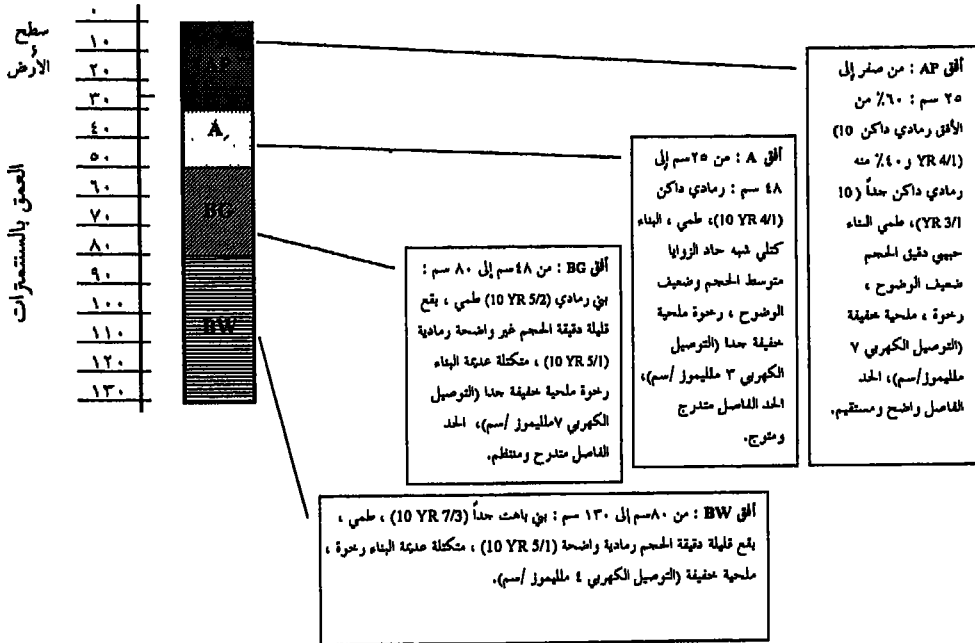 سطح
الأرض
العمق بالسنتمترات
٠
١٠
٢٠
٣٠
٤٠
٥٠
٦٠
٧٠
٨٠
٩٠
١٠٠
١١٠
١٢٠
١٣٠
AP
A
BG
BW
أفق AP : من صفر إلى
٢٥ سم : ٦٠٪ من
الأفق رمادي داكن (10
YR 4/1) و٤٠٪ منه
رمادي داكن جداً (10
YR 3/1)، طمي البناء
حبيبي دقيق الحجم
ضعيف الوضوح ،
رخوة ، ملحية خفيفة
(التوصيل الكهربي ٧
ملليموز/سم)، الحد
الفاصل واضح ومستقيم.
أفق A : من ٢٥سم إلى
٤٨ سم : رمادي داكن
(10 YR 4/1)، طمي ، البناء
كتلي شبه حاد الزوايا
متوسط الحجم وضعيف
الوضوح ، رخوة ملحية
خفيفة جدا (التوصيل
الكهربي ٣ ملليموز /سم)،
الحد الفاصل متدرج
ومتوج.
أفق BG : من ٤٨سم إلى ٨٠ سم :
بني رمادي (10 YR 5/2) طمي ، بقع
قليلة دقيقة الحجم غير واضحة رمادية
(10 YR 5/1) ، متكتلة عديمة البناء
رخوة ملحية خفيفة جدا (التوصيل
الكهربي ٧ملليموز /سم)، الحد
الفاصل متدرج ومنتظم.
أفق BW : من ٨٠سم إلى ١٣٠ سم : بني باهت جداً (10 YR 7/3) ، طمي ،
بقع قليلة دقيقة الحجم رمادية واضحة (10 YR 5/1) ، متكتلة عديمة البناء رخوة ،
ملحية خفيفة (التوصيل الكهربي ٤ ملليموز /سم).